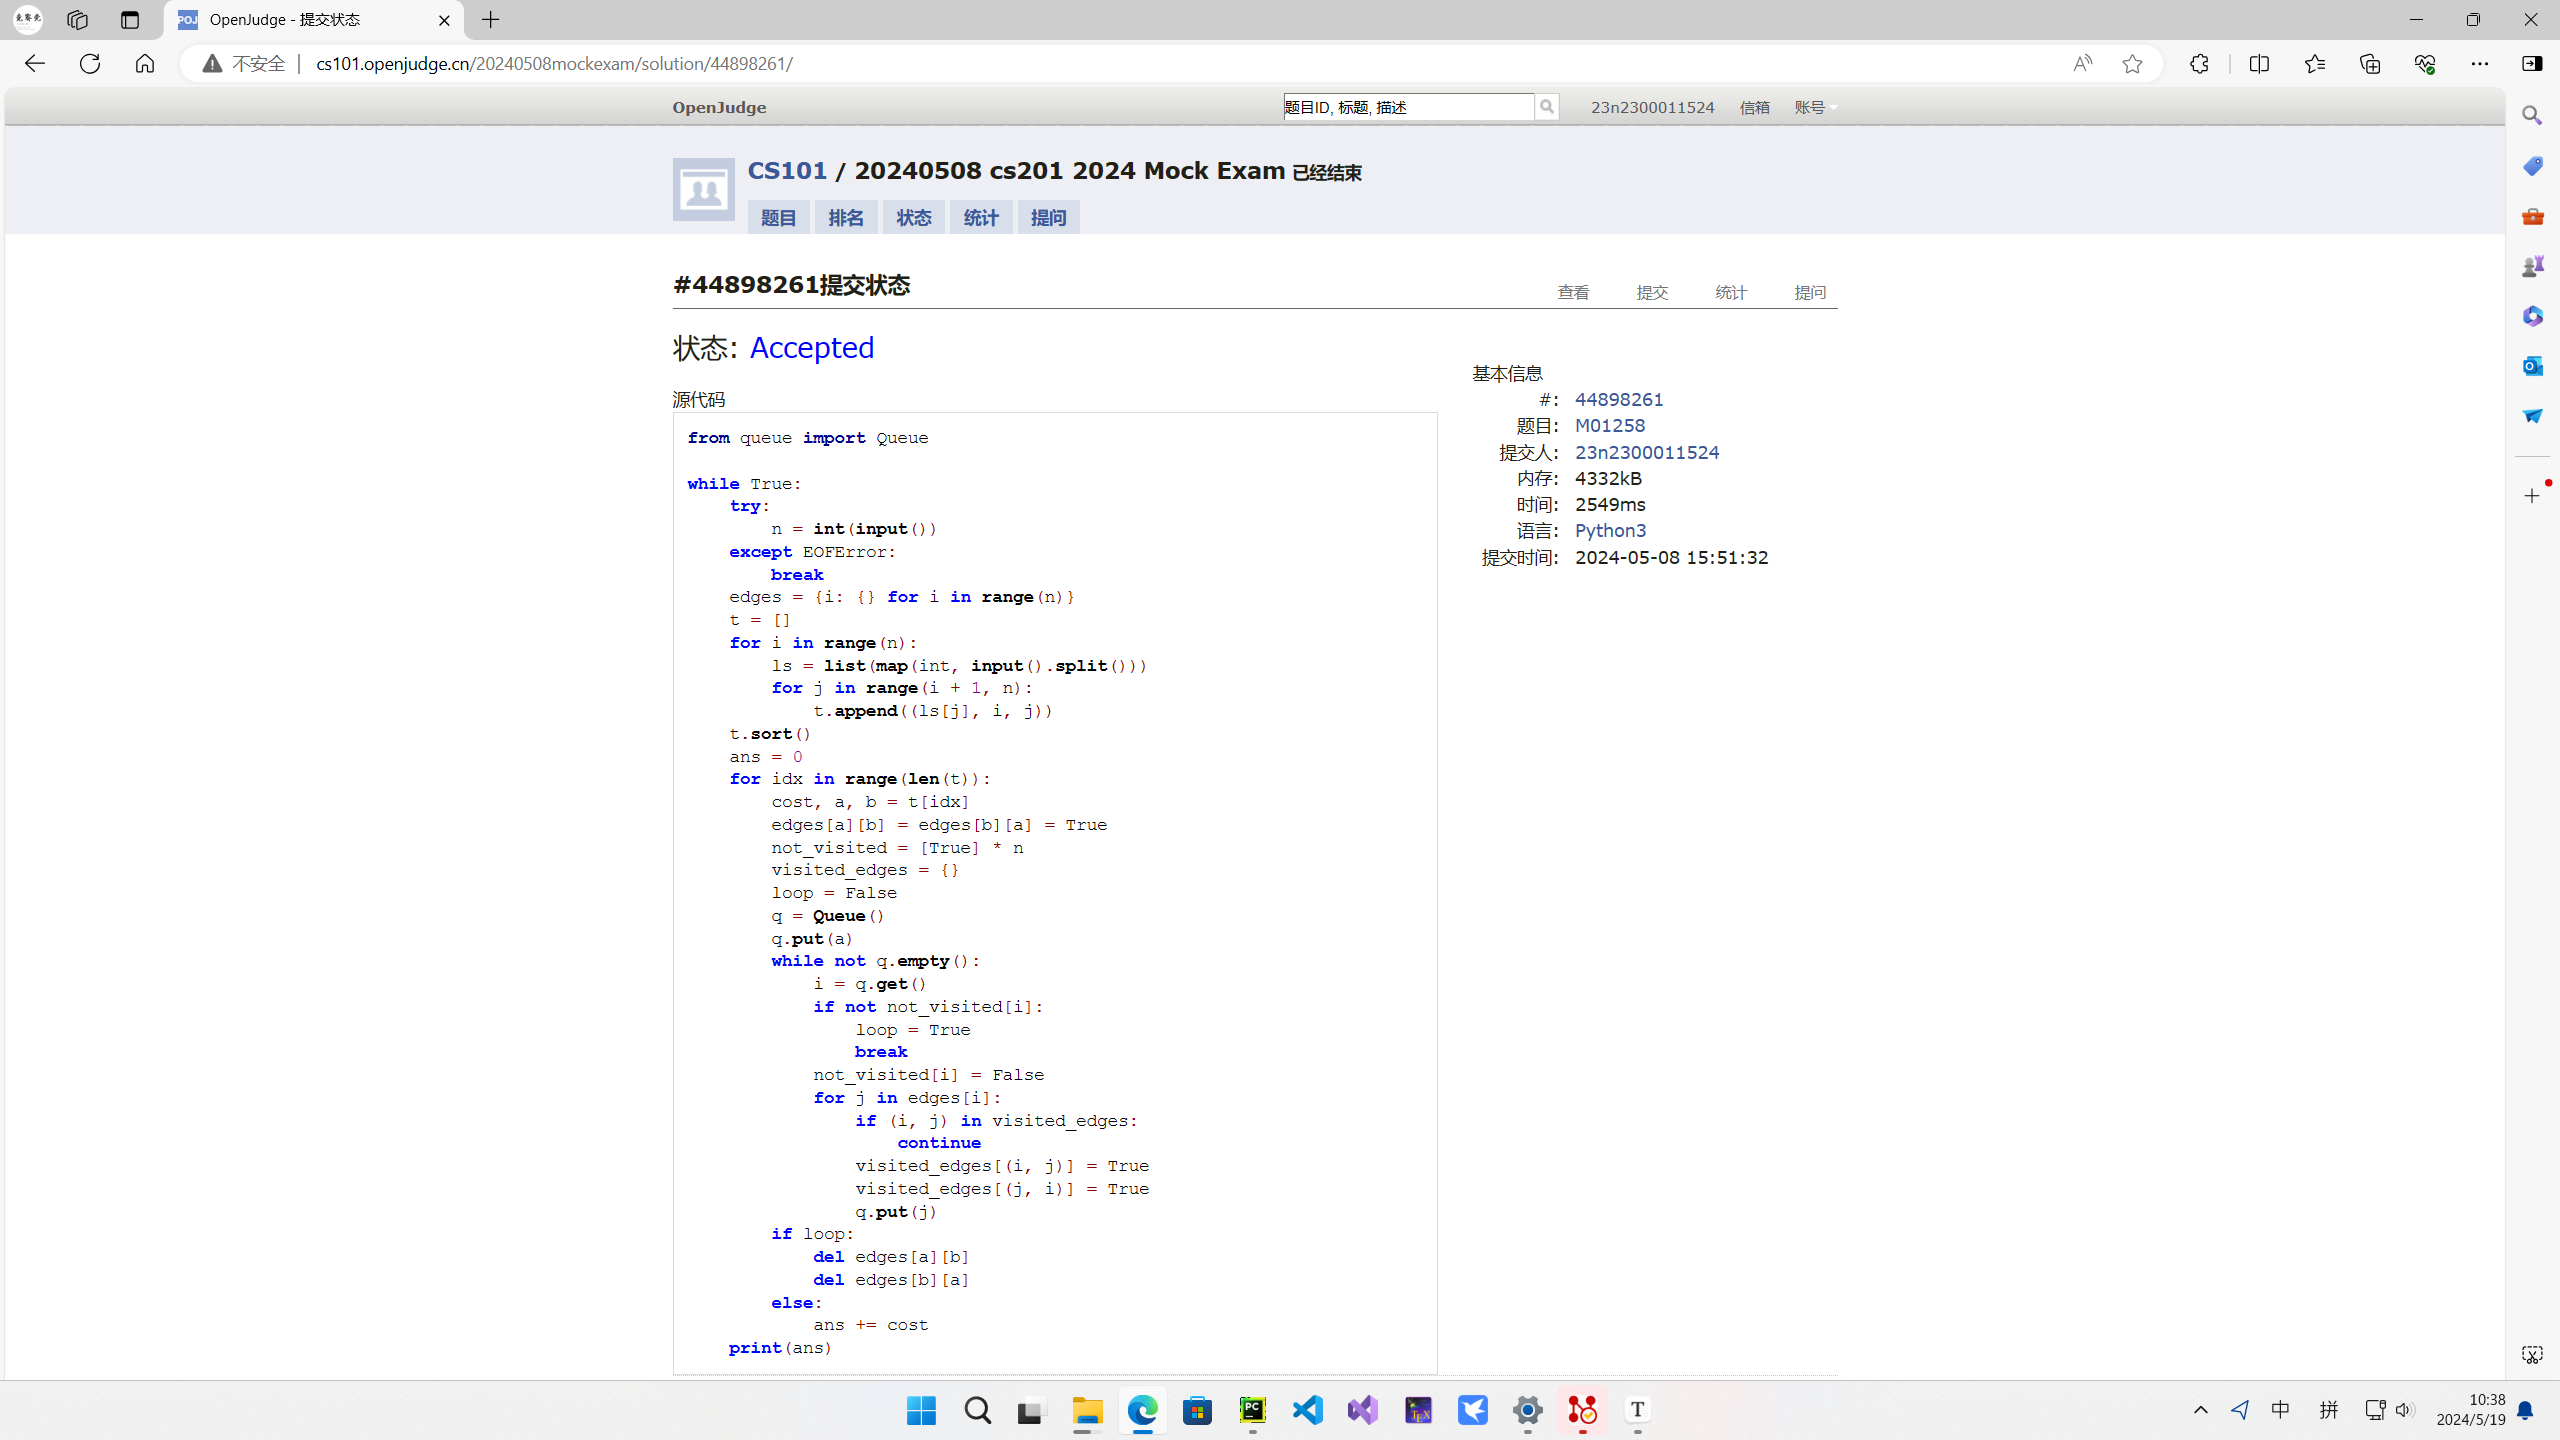 OpenJudge - 提交状态
不安全 | cs101.openjudge.cn/20240508mockexam/solution/44898261/
OpenJudge
题目ID, 标题, 描述
23n2300011524 信箱 账号
CS101 / 20240508 cs201 2024 Mock Exam 已经结束
题目 排名 状态 统计 提问
#44898261提交状态
查看 提交 统计 提问
状态: Accepted
源代码
from queue import Queue
while True:
    try:
        n = int(input())
    except EOFError:
        break
    edges = {i: {} for i in range(n)}
    t = []
    for i in range(n):
        ls = list(map(int, input().split()))
        for j in range(i + 1, n):
            t.append((ls[j], i, j))
    t.sort()
    ans = 0
    for idx in range(len(t)):
        cost, a, b = t[idx]
        edges[a][b] = edges[b][a] = True
        not_visited = [True] * n
        visited_edges = {}
        loop = False
        q = Queue()
        q.put(a)
        while not q.empty():
            i = q.get()
            if not not_visited[i]:
                loop = True
                break
            not_visited[i] = False
            for j in edges[i]:
                if (i, j) in visited_edges:
                    continue
                visited_edges[(i, j)] = True
                visited_edges[(j, i)] = True
                q.put(j)
        if loop:
            del edges[a][b]
            del edges[b][a]
        else:
            ans += cost
    print(ans)
基本信息
#: 44898261
题目: M01258
提交人: 23n2300011524
内存: 4332kB
时间: 2549ms
语言: Python3
提交时间: 2024-05-08 15:51:32
中 拼
10:38
2024/5/19